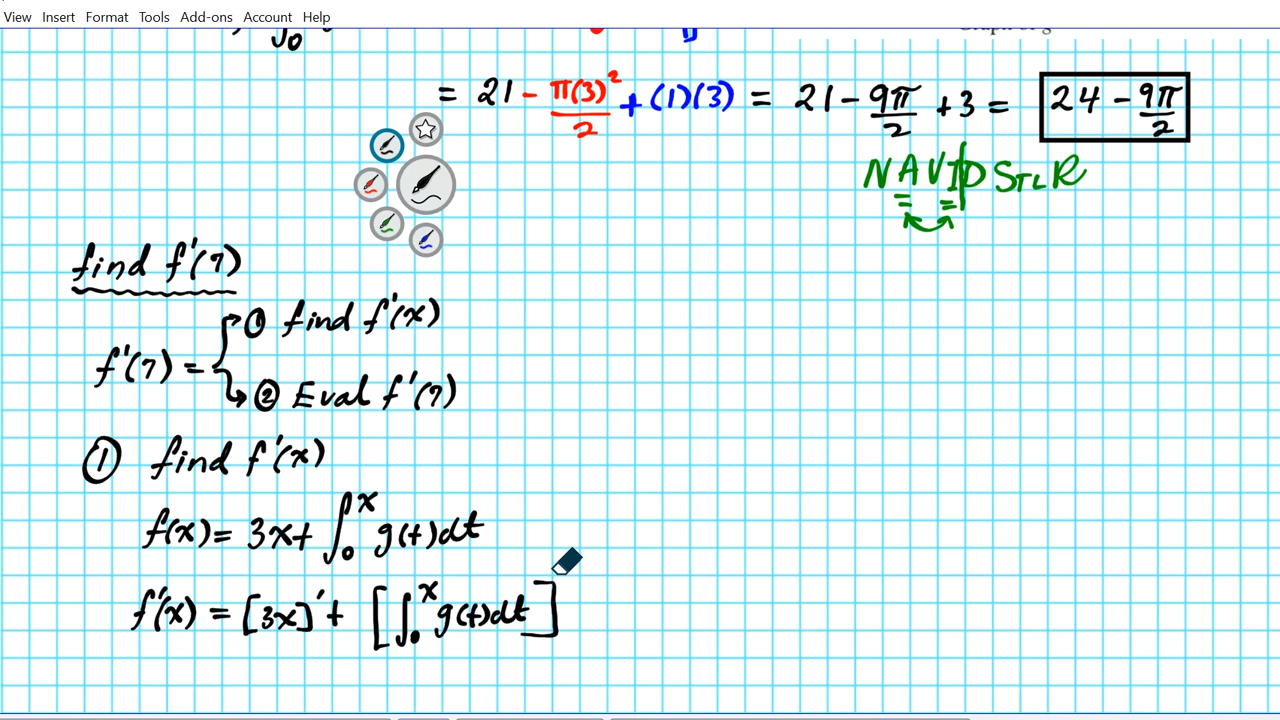 View Insert Format Tools Add-ons Account Help
= 21 - π(3)²/2 + (1)(3) = 21 - 9π/2 + 3 = 24 - 9π/2
NAVID STLR
find f'(7)
f'(7) =
① find f'(x)
② Eval f'(7)
① find f'(x)
f(x) = 3x + ∫₀ˣ g(t)dt
f'(x) = [3x]' + [∫₀ˣ g(t)dt]